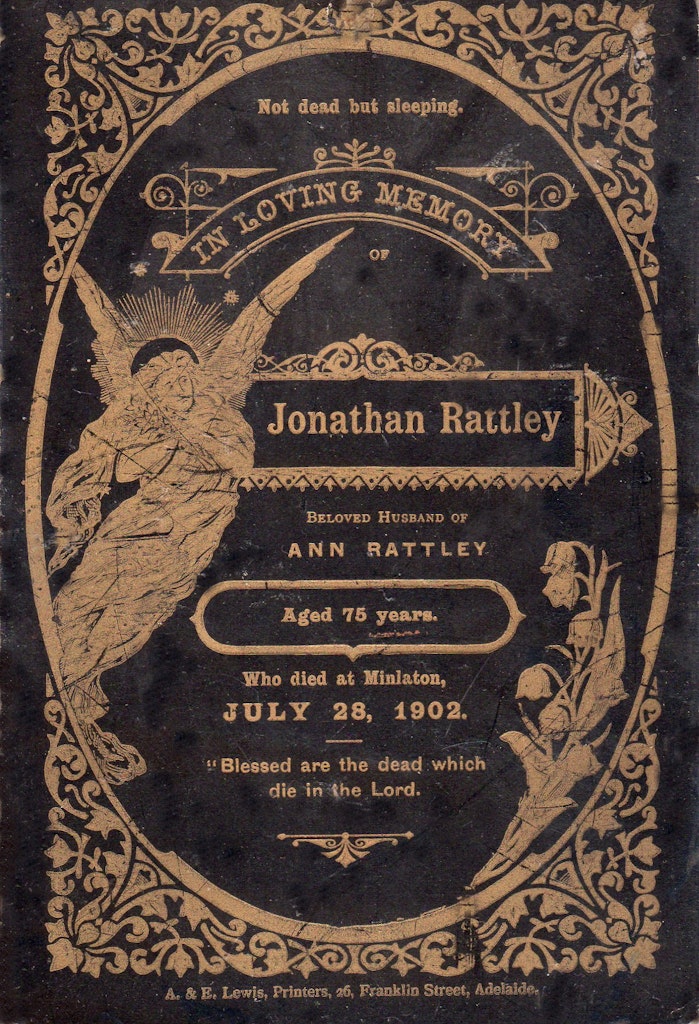 Not dead but sleeping.
IN LOVING MEMORY
OF
Jonathan Rattley
BELOVED HUSBAND OF
ANN RATTLEY
Aged 75 years.
Who died at Minlaton,
JULY 28, 1902.
"Blessed are the dead which
die in the Lord.
A. & E. Lewis, Printers, 26, Franklin Street, Adelaide.